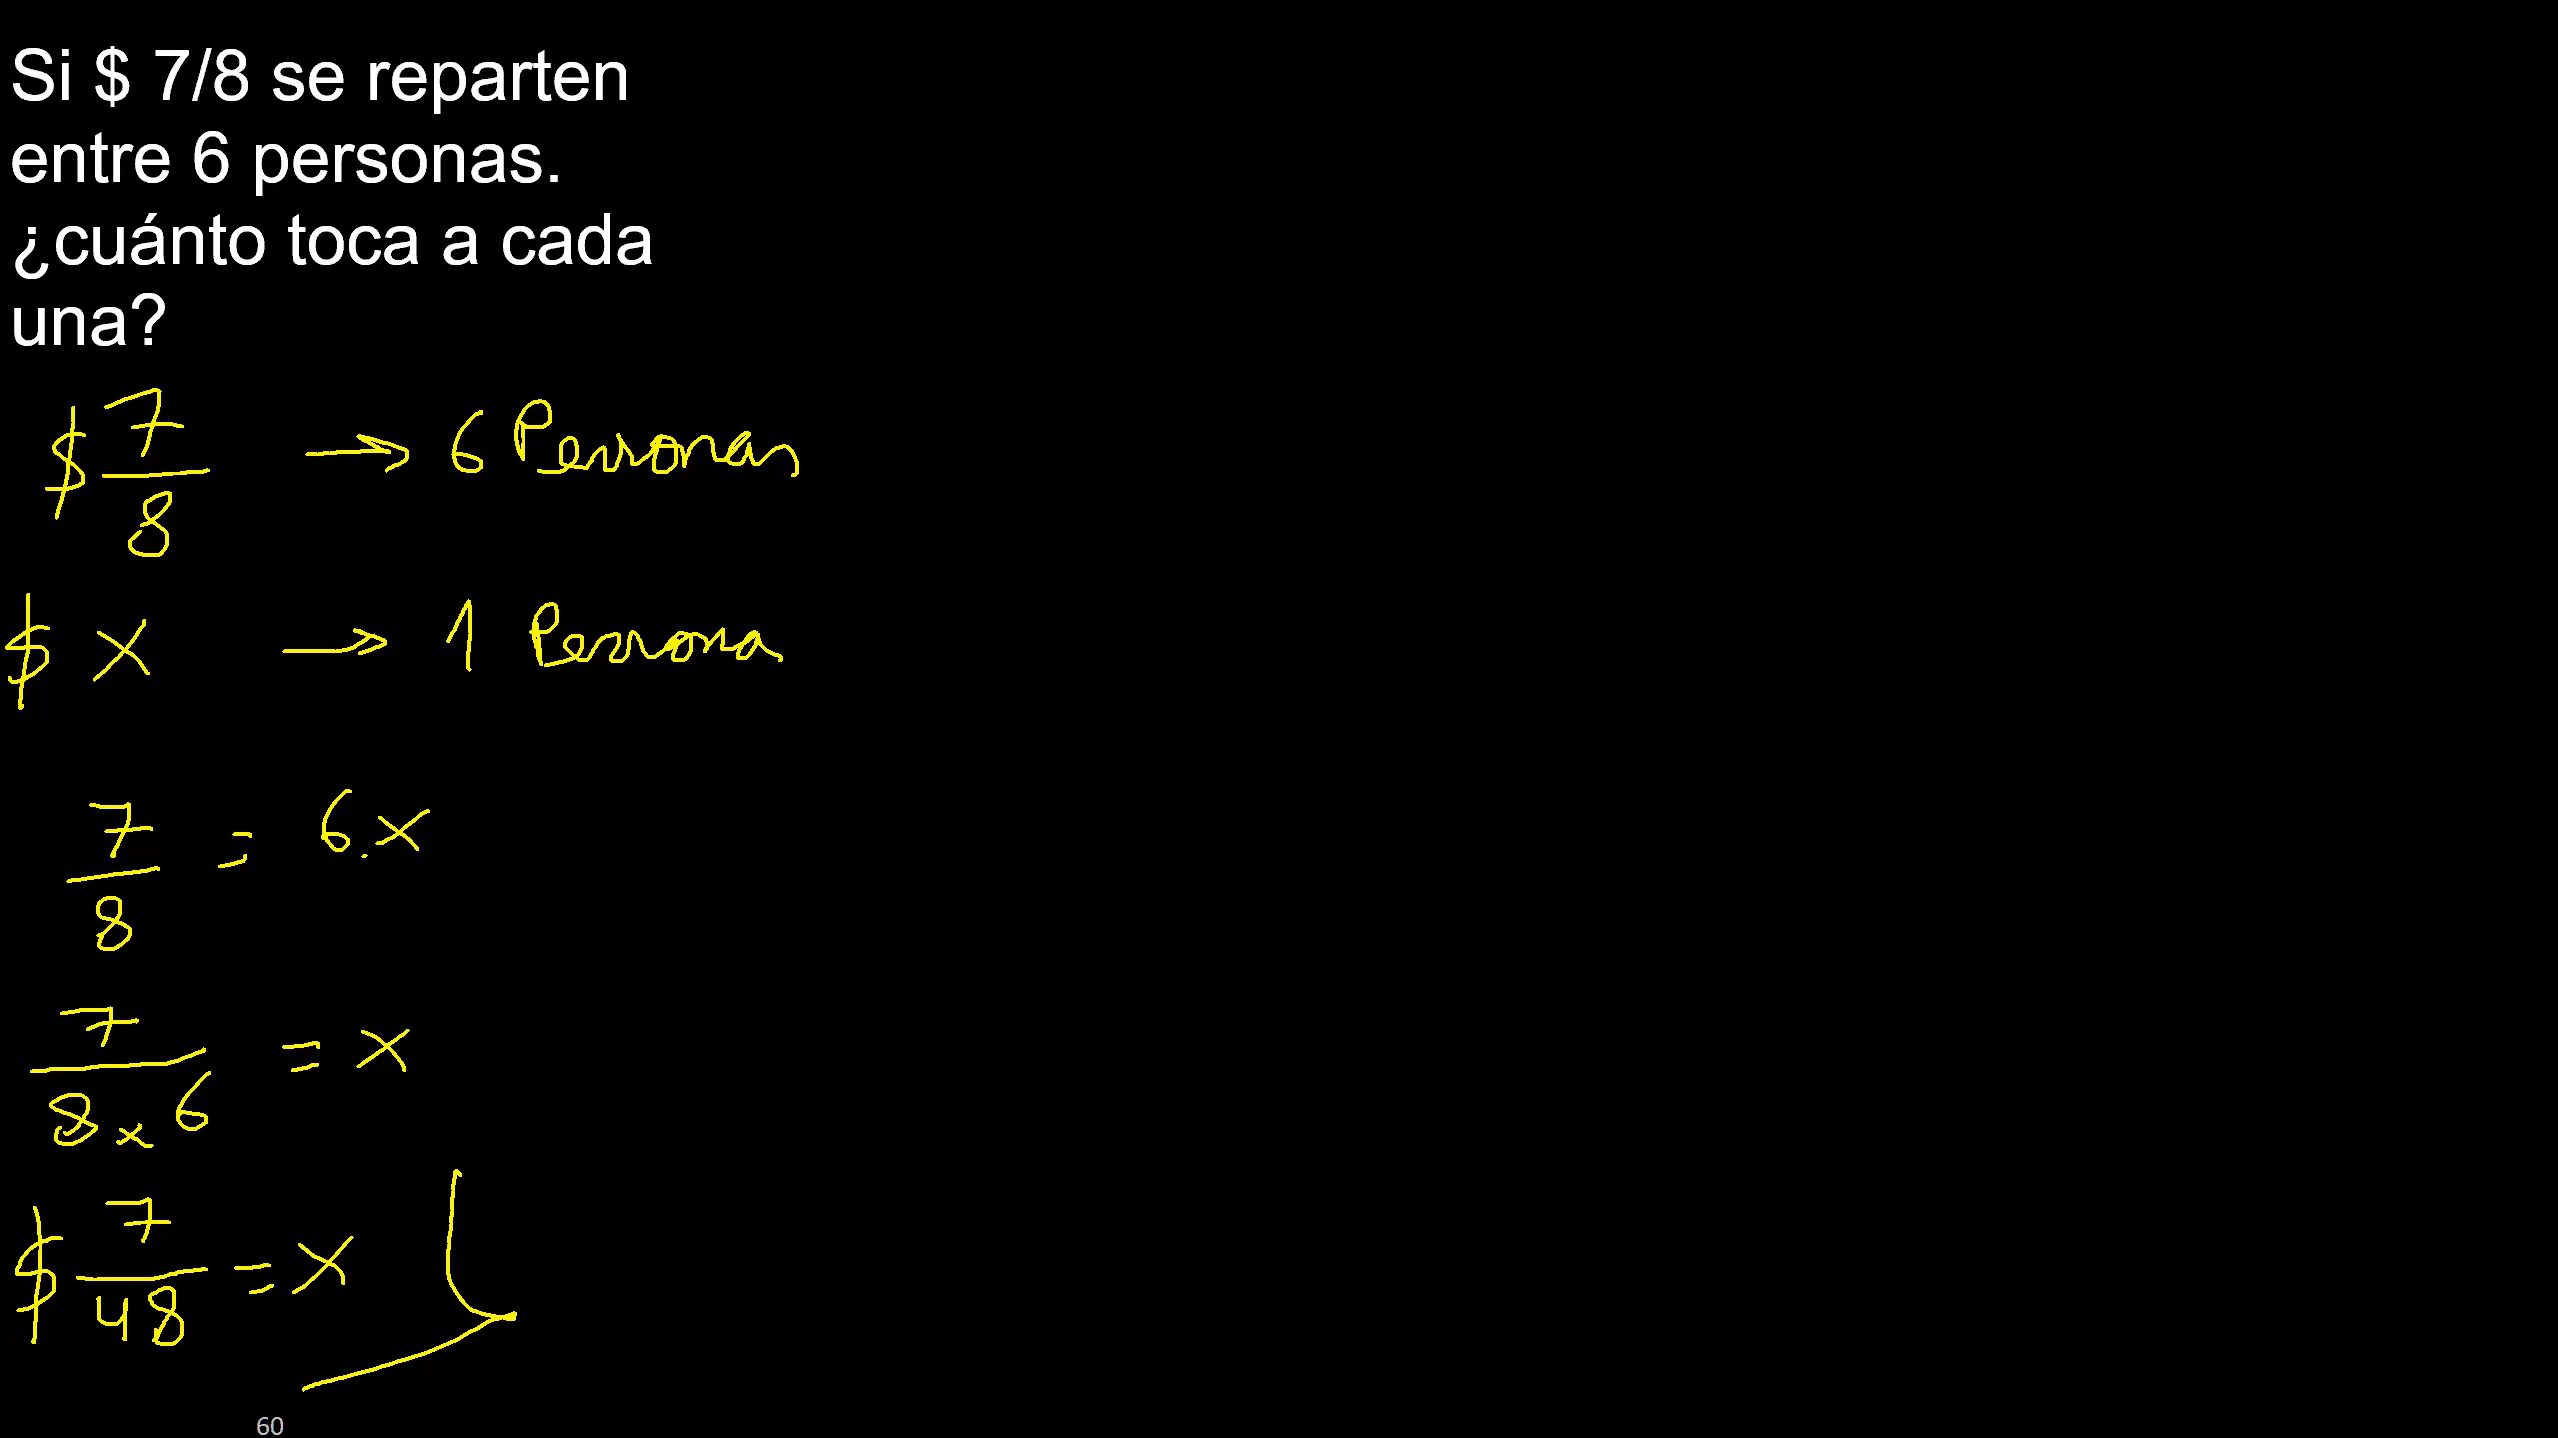 Si $ 7/8 se reparten
entre 6 personas.
¿cuánto toca a cada
una?
$ 7/8 → 6 Personas
$ x → 1 Persona
7/8 = 6.x
7/8x6 = x
$ 7/48 = x
60